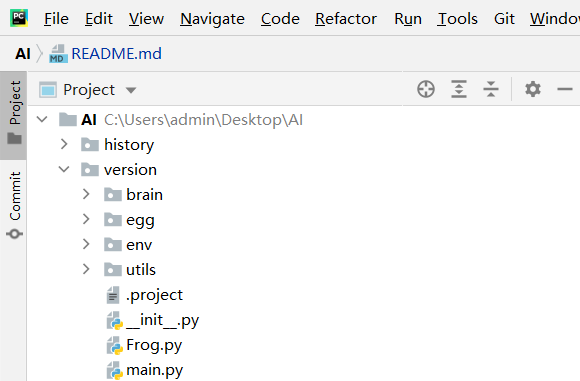 PC File Edit View Navigate Code Refactor Run Tools Git Window
AI README.md
Project Project
AI C:\Users\admin\Desktop\AI
history
version
Commit
brain
egg
env
utils
.project
__init__.py
Frog.py
main.py